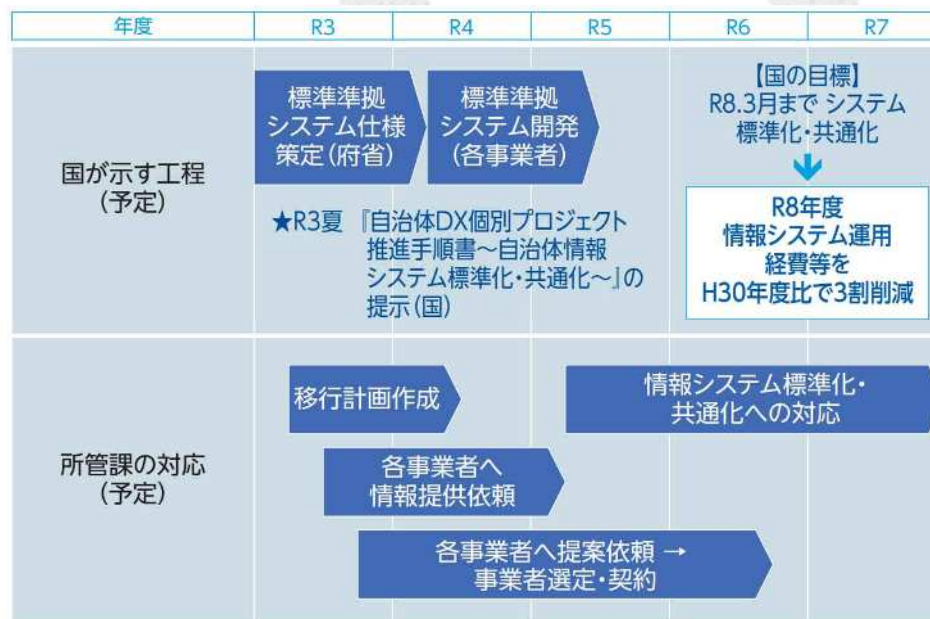 年度 R3 R4 R5 R6 R7
国が示す工程
(予定)
標準準拠
システム仕様
策定(府省)
標準準拠
システム開発
(各事業者)
★R3夏 『自治体DX個別プロジェクト
推進手順書～自治体情報
システム標準化・共通化～』の
提示(国)
【国の目標】
R8.3月まで システム
標準化・共通化
R8年度
情報システム運用
経費等を
H30年度比で3割削減
所管課の対応
(予定)
移行計画作成
情報システム標準化・
共通化への対応
各事業者へ
情報提供依頼
各事業者へ提案依頼 →
事業者選定・契約